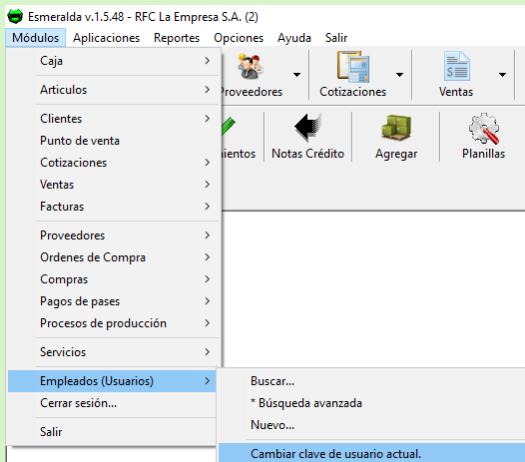 Esmeralda v.1.5.48 - RFC La Empresa S.A. (2)
Módulos Aplicaciones Reportes Opciones Ayuda Salir
Caja
Articulos
Clientes
Punto de venta
Cotizaciones
Ventas
Facturas
Proveedores
Ordenes de Compra
Compras
Pagos de pases
Procesos de producción
Servicios
Empleados (Usuarios)
Cerrar sesión...
Salir
Cotizaciones Ventas
Notas Crédito Agregar Planillas
Buscar...
* Búsqueda avanzada
Nuevo...
Cambiar clave de usuario actual.